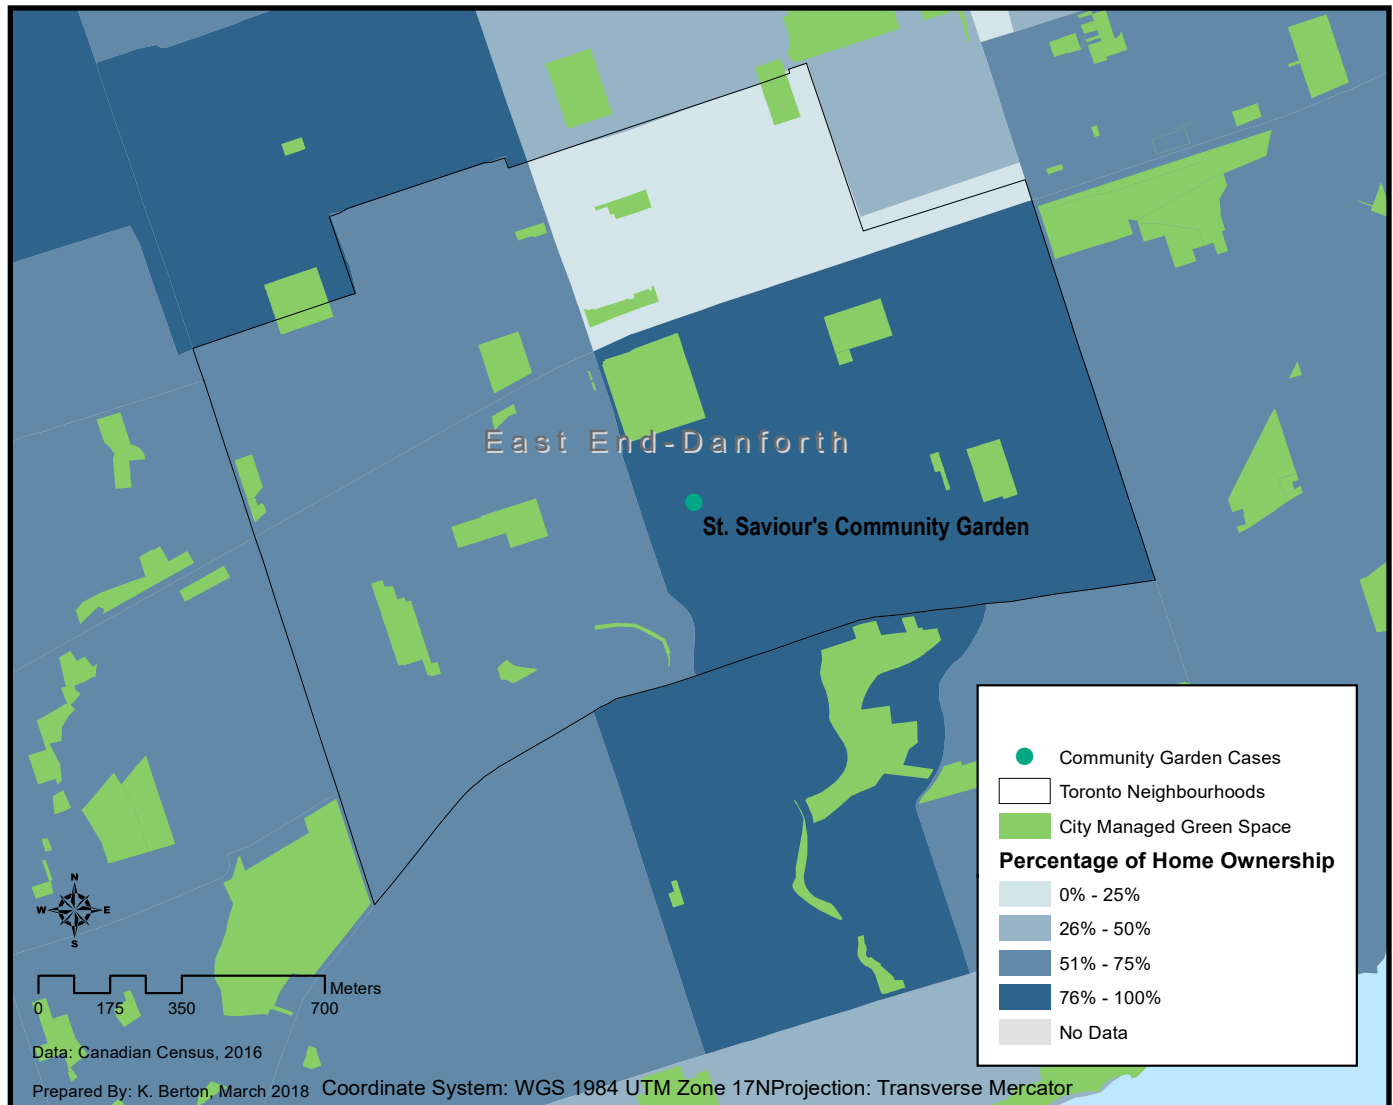 East End-Danforth
St. Saviour's Community Garden
Community Garden Cases
Toronto Neighbourhoods
City Managed Green Space
Percentage of Home Ownership
0% - 25%
26% - 50%
51% - 75%
76% - 100%
No Data
N
W E
S
Meters
0 175 350 700
Data: Canadian Census, 2016
Prepared By: K. Berton, March 2018 Coordinate System: WGS 1984 UTM Zone 17NProjection: Transverse Mercator